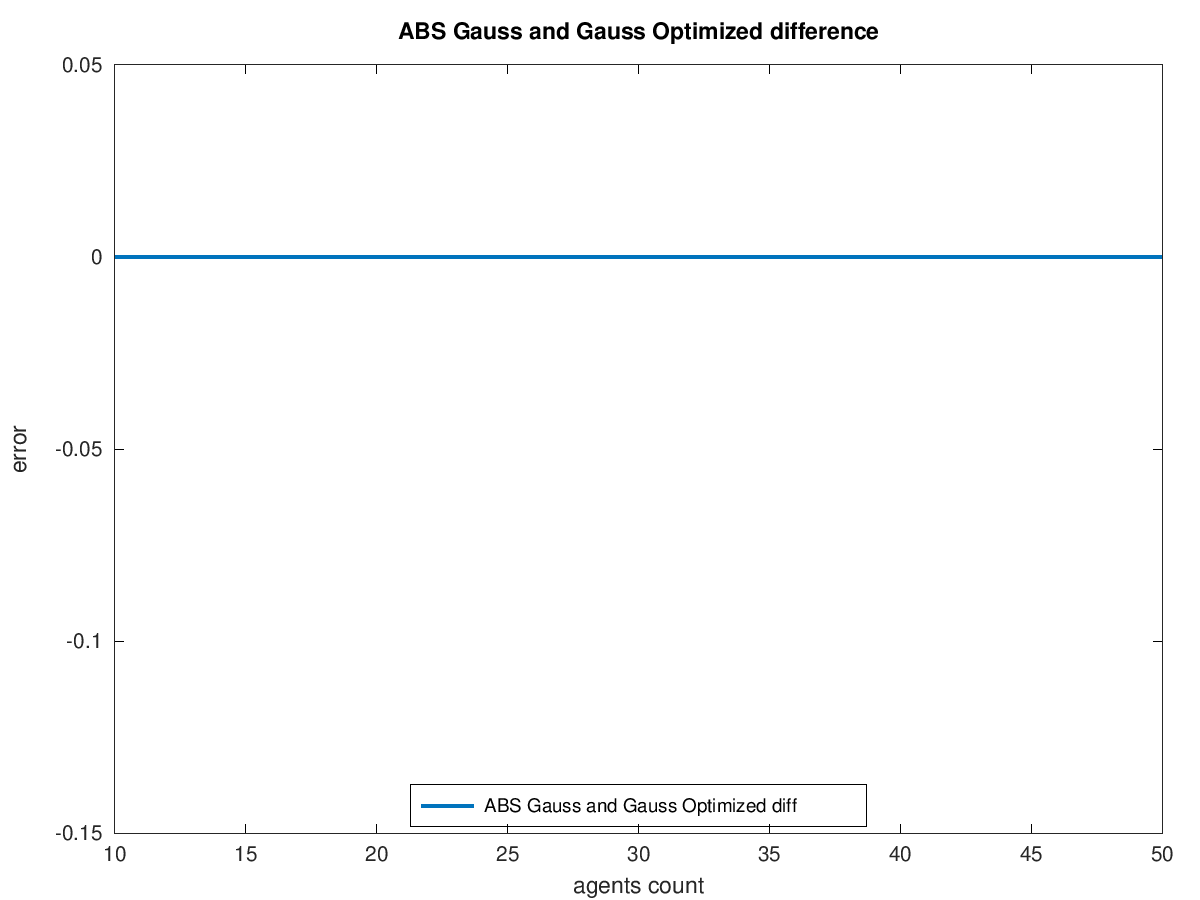 ABS Gauss and Gauss Optimized difference
0.05
0
-0.05
-0.1
-0.15
error
ABS Gauss and Gauss Optimized diff
10 15 20 25 30 35 40 45 50
agents count